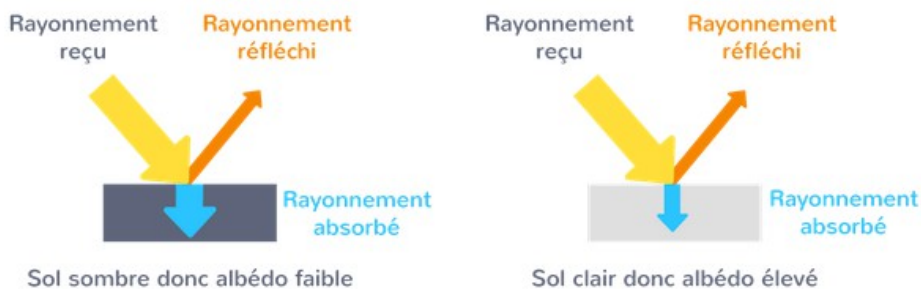 Rayonnement
reçu
Rayonnement
réfléchi
Rayonnement
absorbé
Sol sombre donc albédo faible
Rayonnement
reçu
Rayonnement
réfléchi
Rayonnement
absorbé
Sol clair donc albédo élevé